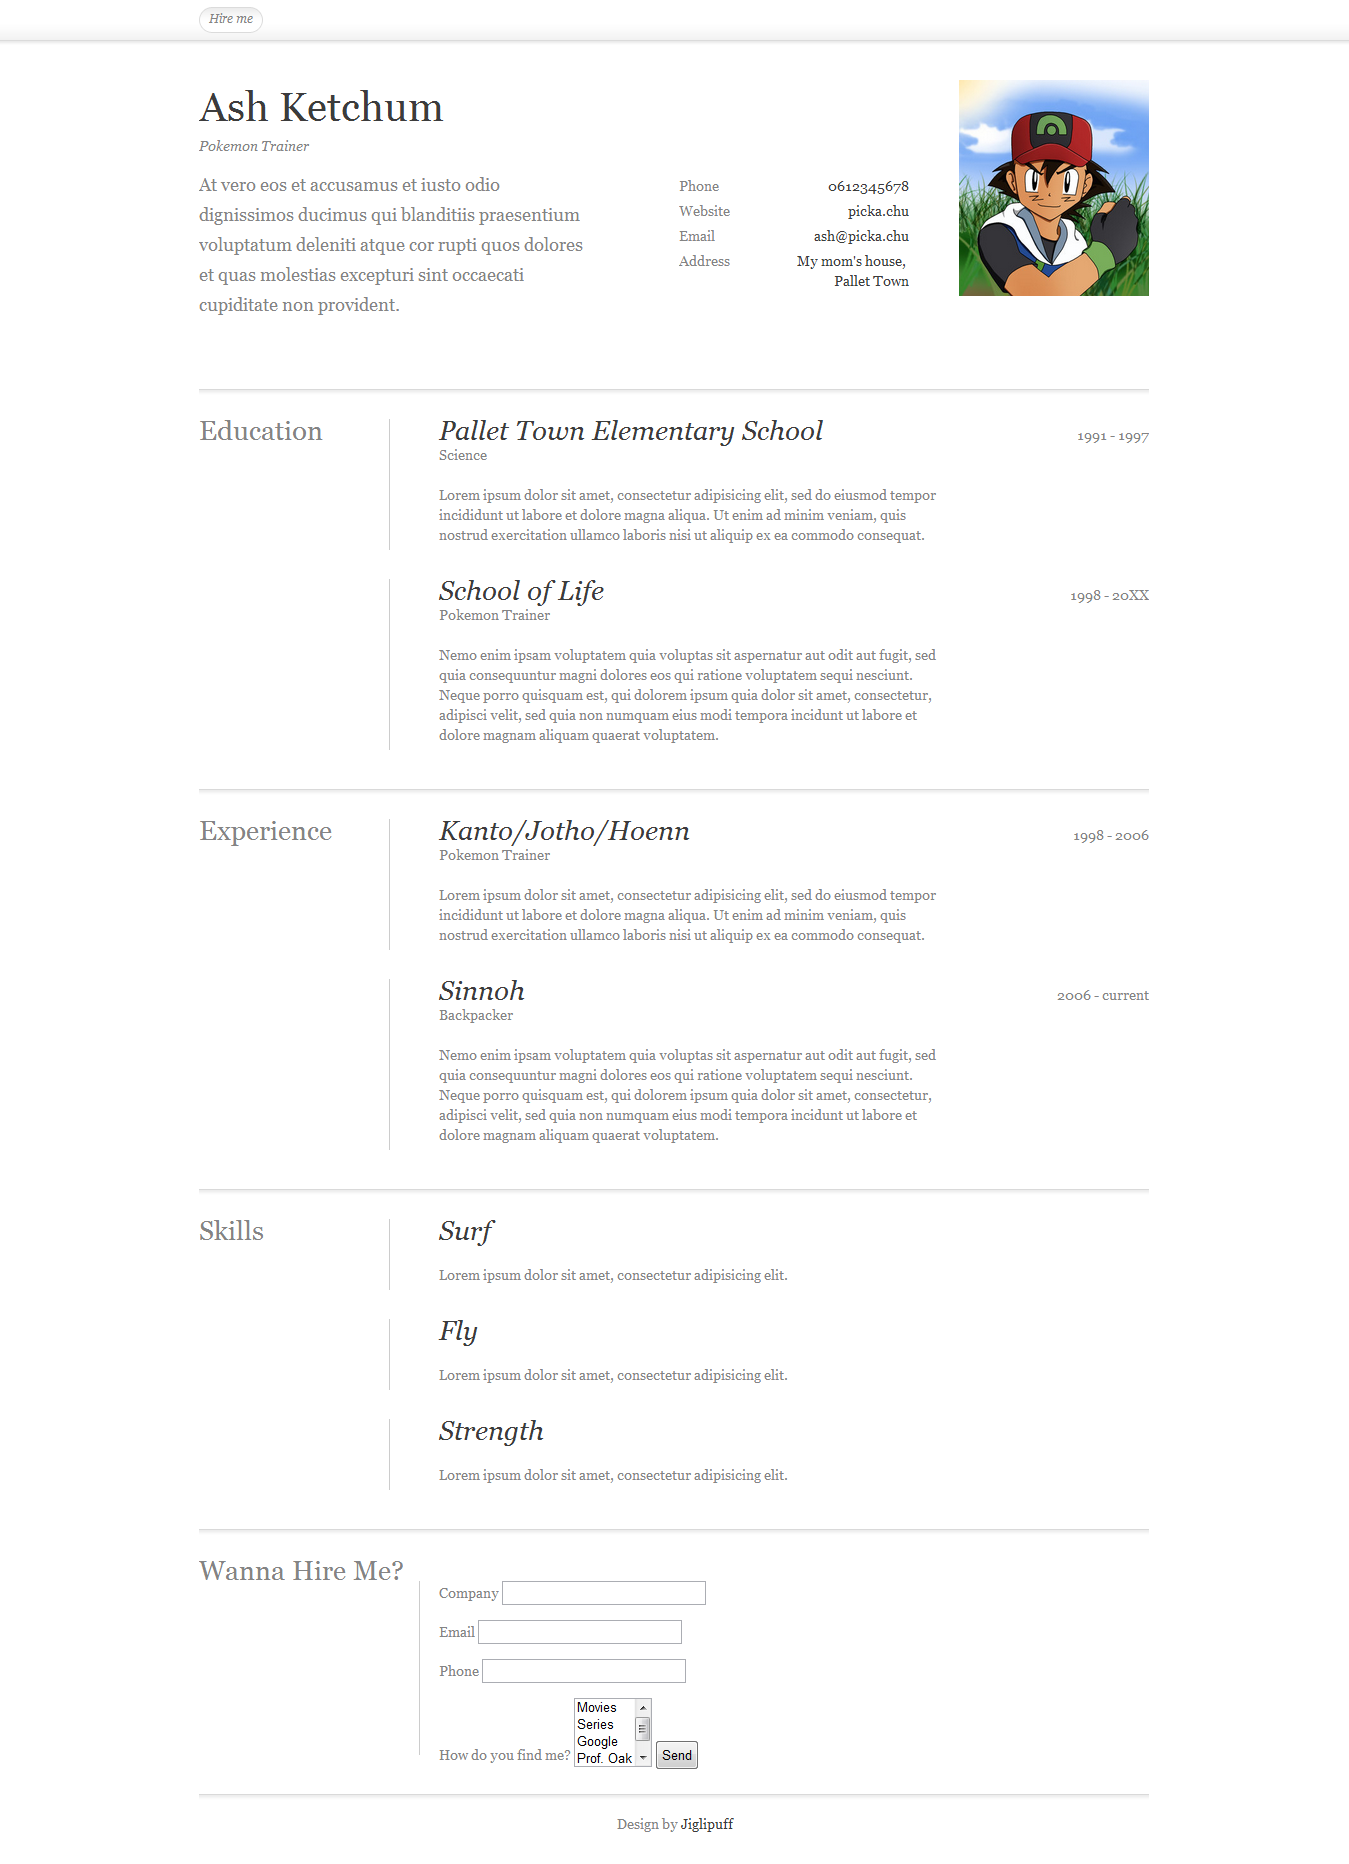 Hire me
Ash Ketchum
Pokemon Trainer
At vero eos et accusamus et iusto odio
dignissimos ducimus qui blanditiis praesentium
voluptatum deleniti atque cor rupti quos dolores
et quas molestias excepturi sint occaecati
cupiditate non provident.
Phone 0612345678
Website picka.chu
Email ash@picka.chu
Address My mom's house,
Pallet Town
Education
Pallet Town Elementary School 1991 - 1997
Science
Lorem ipsum dolor sit amet, consectetur adipisicing elit, sed do eiusmod tempor
incididunt ut labore et dolore magna aliqua. Ut enim ad minim veniam, quis
nostrud exercitation ullamco laboris nisi ut aliquip ex ea commodo consequat.
School of Life 1998 - 20XX
Pokemon Trainer
Nemo enim ipsam voluptatem quia voluptas sit aspernatur aut odit aut fugit, sed
quia consequuntur magni dolores eos qui ratione voluptatem sequi nesciunt.
Neque porro quisquam est, qui dolorem ipsum quia dolor sit amet, consectetur,
adipisci velit, sed quia non numquam eius modi tempora incidunt ut labore et
dolore magnam aliquam quaerat voluptatem.
Experience
Kanto/Jotho/Hoenn 1998 - 2006
Pokemon Trainer
Lorem ipsum dolor sit amet, consectetur adipisicing elit, sed do eiusmod tempor
incididunt ut labore et dolore magna aliqua. Ut enim ad minim veniam, quis
nostrud exercitation ullamco laboris nisi ut aliquip ex ea commodo consequat.
Sinnoh 2006 - current
Backpacker
Nemo enim ipsam voluptatem quia voluptas sit aspernatur aut odit aut fugit, sed
quia consequuntur magni dolores eos qui ratione voluptatem sequi nesciunt.
Neque porro quisquam est, qui dolorem ipsum quia dolor sit amet, consectetur,
adipisci velit, sed quia non numquam eius modi tempora incidunt ut labore et
dolore magnam aliquam quaerat voluptatem.
Skills
Surf
Lorem ipsum dolor sit amet, consectetur adipisicing elit.
Fly
Lorem ipsum dolor sit amet, consectetur adipisicing elit.
Strength
Lorem ipsum dolor sit amet, consectetur adipisicing elit.
Wanna Hire Me?
Company
Email
Phone
How do you find me?
Movies
Series
Google
Prof. Oak
Send
Design by Jiglipuff